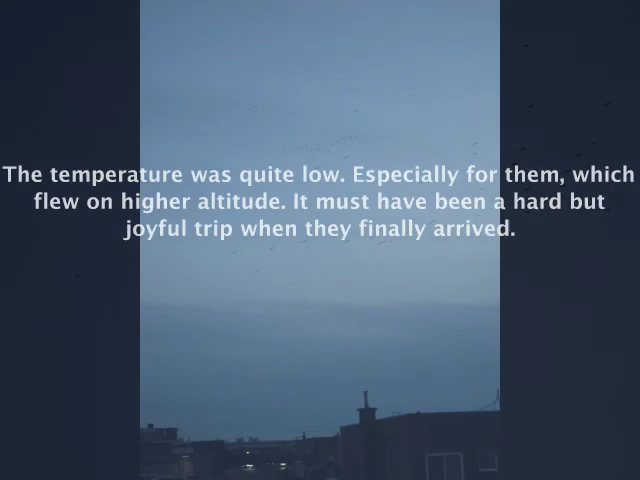 The temperature was quite low. Especially for them, which
flew on higher altitude. It must have been a hard but
joyful trip when they finally arrived.